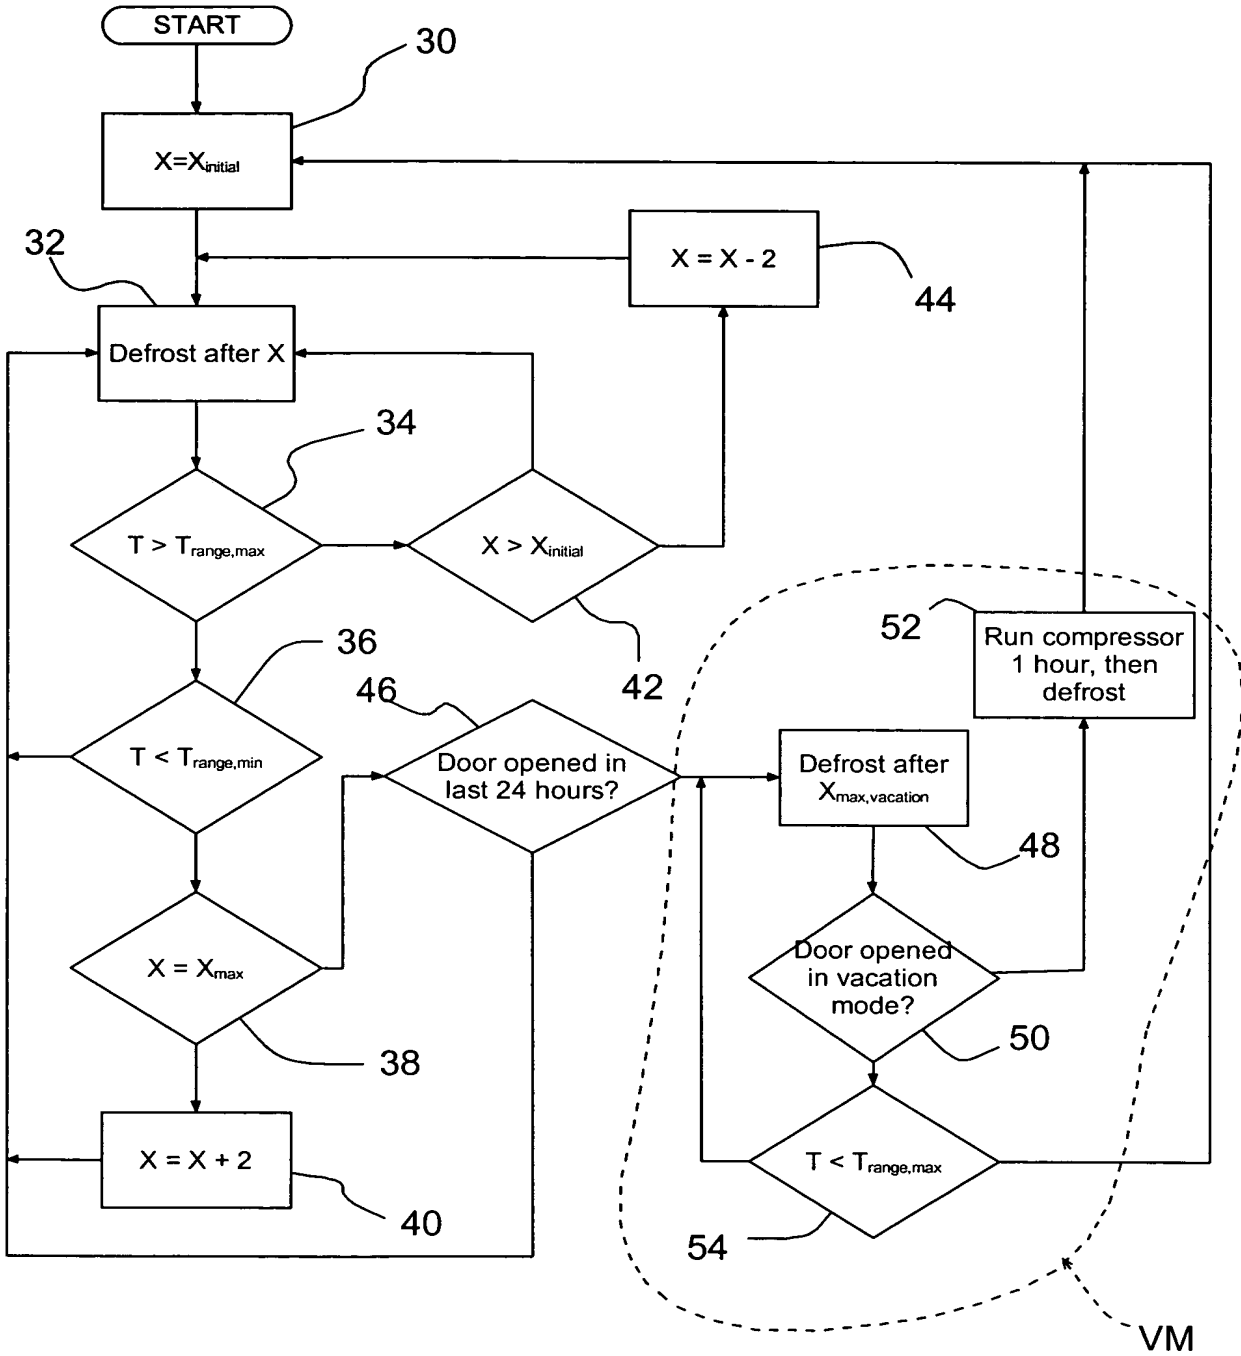 START
30
X=Xinitial
32
X = X - 2
44
Defrost after X
34
T > Trange,max
X > Xinitial
42
36
T < Trange,min
46
Door opened in
last 24 hours?
52
Run compressor
1 hour, then
defrost
Defrost after
Xmax,vacation
48
X = Xmax
38
Door opened
in vacation
mode?
50
X = X + 2
40
T < Trange,max
54
VM